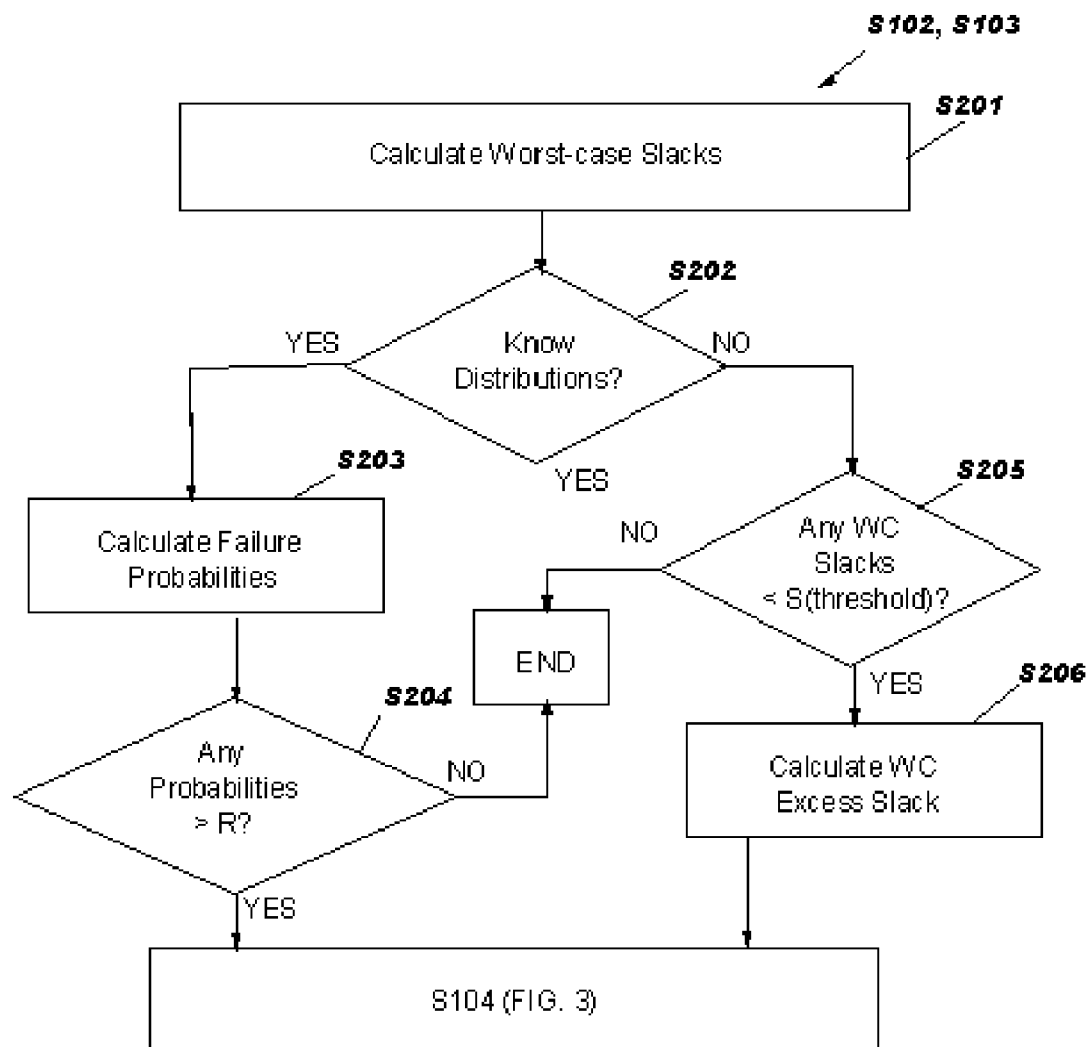 S102, S103
S201
Calculate Worst-case Slacks
S202
YES
Know
Distributions?
NO
YES
S203
Calculate Failure
Probabilities
S205
NO
Any WC
Slacks
< S(threshold)?
END
YES
S204
Any
Probabilities
> R?
NO
S206
Calculate WC
Excess Slack
YES
S104 (FIG. 3)